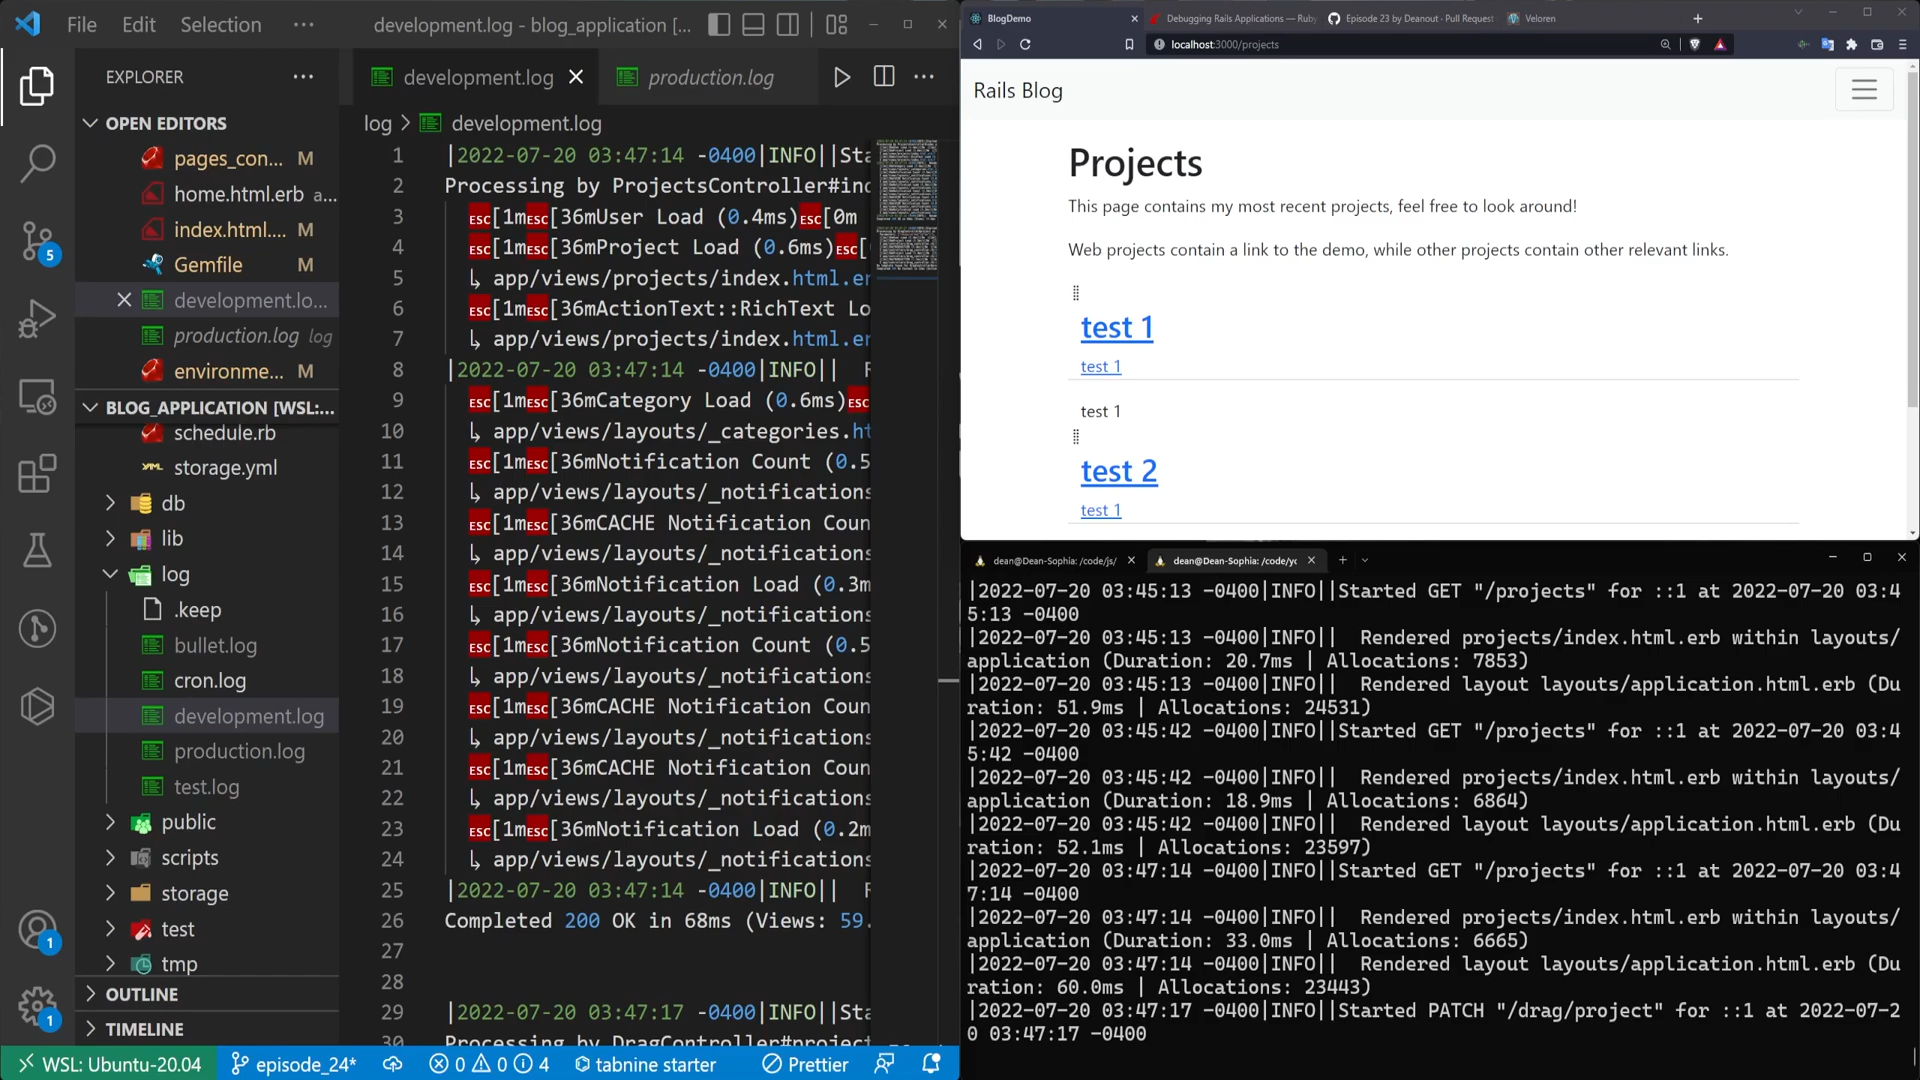 File Edit Selection ··· development.log - blog_application [...
EXPLORER
OPEN EDITORS
pages_con... M
home.html.erb a...
index.html.... M
Gemfile M
development.lo...
production.log log
environme... M
BLOG_APPLICATION [WSL:...
schedule.rb
storage.yml
db
lib
log
.keep
bullet.log
cron.log
development.log
production.log
test.log
public
scripts
storage
test
tmp
OUTLINE
TIMELINE
5
1
1
development.log production.log
log > development.log
1 |2022-07-20 03:47:14 -0400|INFO||Sta
2 Processing by ProjectsController#ind
3 ESC[1mESC[36mUser Load (0.4ms)ESC[0m
4 ESC[1mESC[36mProject Load (0.6ms)ESC[
5 ↳ app/views/projects/index.html.er
6 ESC[1mESC[36mActionText::RichText Lo
7 ↳ app/views/projects/index.html.er
8 |2022-07-20 03:47:14 -0400|INFO|| R
9 ESC[1mESC[36mCategory Load (0.6ms)ESC
10 ↳ app/views/layouts/_categories.ht
11 ESC[1mESC[36mNotification Count (0.5
12 ↳ app/views/layouts/_notifications
13 ESC[1mESC[36mCACHE Notification Coun
14 ↳ app/views/layouts/_notifications
15 ESC[1mESC[36mNotification Load (0.3m
16 ↳ app/views/layouts/_notifications
17 ESC[1mESC[36mNotification Count (0.5
18 ↳ app/views/layouts/_notifications
19 ESC[1mESC[36mCACHE Notification Coun
20 ↳ app/views/layouts/_notifications
21 ESC[1mESC[36mCACHE Notification Coun
22 ↳ app/views/layouts/_notifications
23 ESC[1mESC[36mNotification Load (0.2m
24 ↳ app/views/layouts/_notifications
25 |2022-07-20 03:47:14 -0400|INFO|| R
26 Completed 200 OK in 68ms (Views: 59.
27
28
29 |2022-07-20 03:47:17 -0400|INFO||Sta
30 Processing by DragController#project
WSL: Ubuntu-20.04 episode_24* 0 0 4 tabnine starter Prettier
BlogDemo Debugging Rails Applications — Ruby Episode 23 by Deanout · Pull Request Veloren
localhost:3000/projects
Rails Blog
Projects
This page contains my most recent projects, feel free to look around!
Web projects contain a link to the demo, while other projects contain other relevant links.
test 1
test 1
test 1
test 2
test 1
dean@Dean-Sophia: /code/js/ dean@Dean-Sophia: /code/yc
|2022-07-20 03:45:13 -0400|INFO||Started GET "/projects" for ::1 at 2022-07-20 03:4
5:13 -0400
|2022-07-20 03:45:13 -0400|INFO|| Rendered projects/index.html.erb within layouts/
application (Duration: 20.7ms | Allocations: 7853)
|2022-07-20 03:45:13 -0400|INFO|| Rendered layout layouts/application.html.erb (Du
ration: 51.9ms | Allocations: 24531)
|2022-07-20 03:45:42 -0400|INFO||Started GET "/projects" for ::1 at 2022-07-20 03:4
5:42 -0400
|2022-07-20 03:45:42 -0400|INFO|| Rendered projects/index.html.erb within layouts/
application (Duration: 18.9ms | Allocations: 6864)
|2022-07-20 03:45:42 -0400|INFO|| Rendered layout layouts/application.html.erb (Du
ration: 52.1ms | Allocations: 23597)
|2022-07-20 03:47:14 -0400|INFO||Started GET "/projects" for ::1 at 2022-07-20 03:4
7:14 -0400
|2022-07-20 03:47:14 -0400|INFO|| Rendered projects/index.html.erb within layouts/
application (Duration: 33.0ms | Allocations: 6665)
|2022-07-20 03:47:14 -0400|INFO|| Rendered layout layouts/application.html.erb (Du
ration: 60.0ms | Allocations: 23443)
|2022-07-20 03:47:17 -0400|INFO||Started PATCH "/drag/project" for ::1 at 2022-07-2
0 03:47:17 -0400